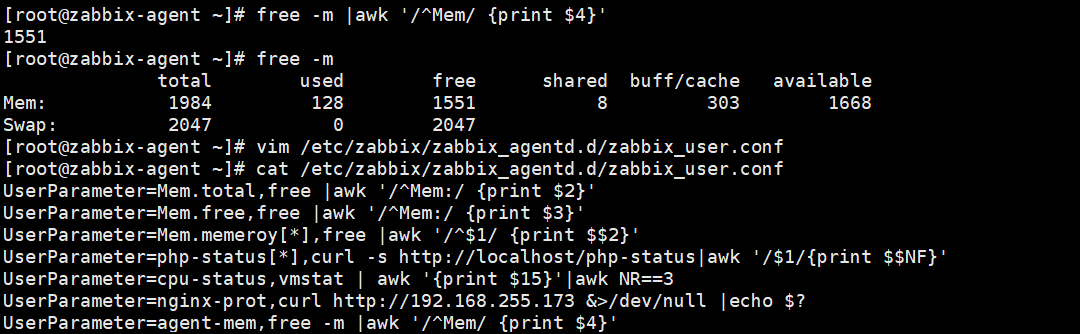 [root@zabbix-agent ~]# free -m |awk '/^Mem/ {print $4}'
1551
[root@zabbix-agent ~]# free -m
              total        used        free      shared  buff/cache   available
Mem:           1984         128        1551           8         303        1668
Swap:          2047           0        2047
[root@zabbix-agent ~]# vim /etc/zabbix/zabbix_agentd.d/zabbix_user.conf
[root@zabbix-agent ~]# cat /etc/zabbix/zabbix_agentd.d/zabbix_user.conf
UserParameter=Mem.total,free |awk '/^Mem:/ {print $2}'
UserParameter=Mem.free,free |awk '/^Mem:/ {print $3}'
UserParameter=Mem.memeroy[*],free |awk '/^$1/ {print $$2}'
UserParameter=php-status[*],curl -s http://localhost/php-status|awk '/$1/{print $$NF}'
UserParameter=cpu-status,vmstat | awk '{print $15}'|awk NR==3
UserParameter=nginx-prot,curl http://192.168.255.173 &>/dev/null |echo $?
UserParameter=agent-mem,free -m |awk '/^Mem/ {print $4}'